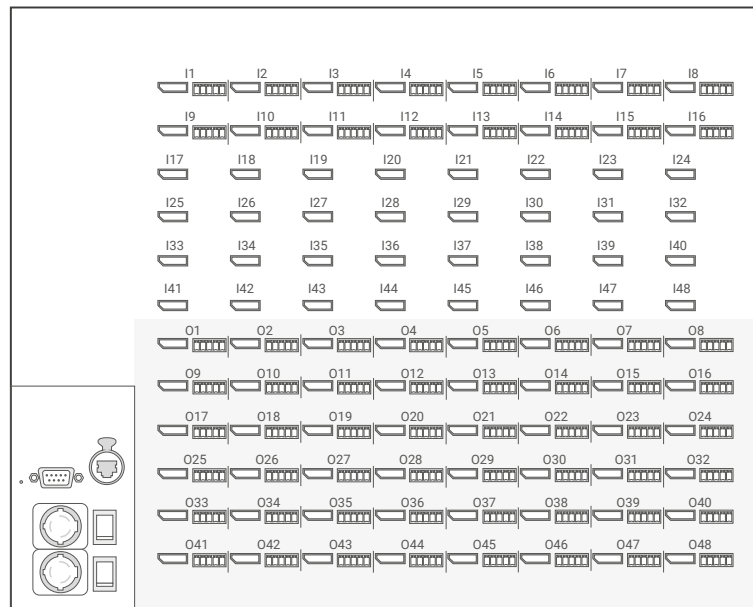 I1 I2 I3 I4 I5 I6 I7 I8
I9 I10 I11 I12 I13 I14 I15 I16
I17 I18 I19 I20 I21 I22 I23 I24
I25 I26 I27 I28 I29 I30 I31 I32
I33 I34 I35 I36 I37 I38 I39 I40
I41 I42 I43 I44 I45 I46 I47 I48
O1 O2 O3 O4 O5 O6 O7 O8
O9 O10 O11 O12 O13 O14 O15 O16
O17 O18 O19 O20 O21 O22 O23 O24
O25 O26 O27 O28 O29 O30 O31 O32
O33 O34 O35 O36 O37 O38 O39 O40
O41 O42 O43 O44 O45 O46 O47 O48